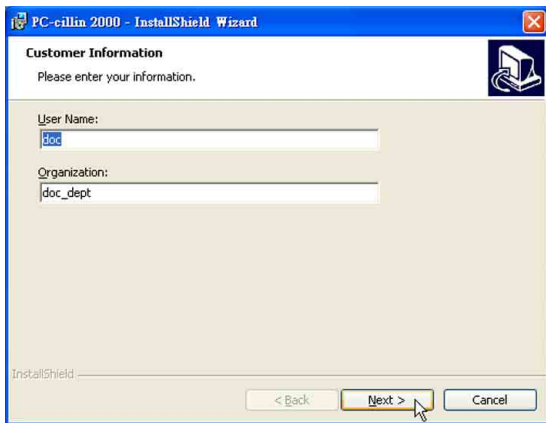 PC-cillin 2000 - InstallShield Wizard
Customer Information
Please enter your information.
User Name:
doc
Organization:
doc_dept
InstallShield
< Back Next > Cancel